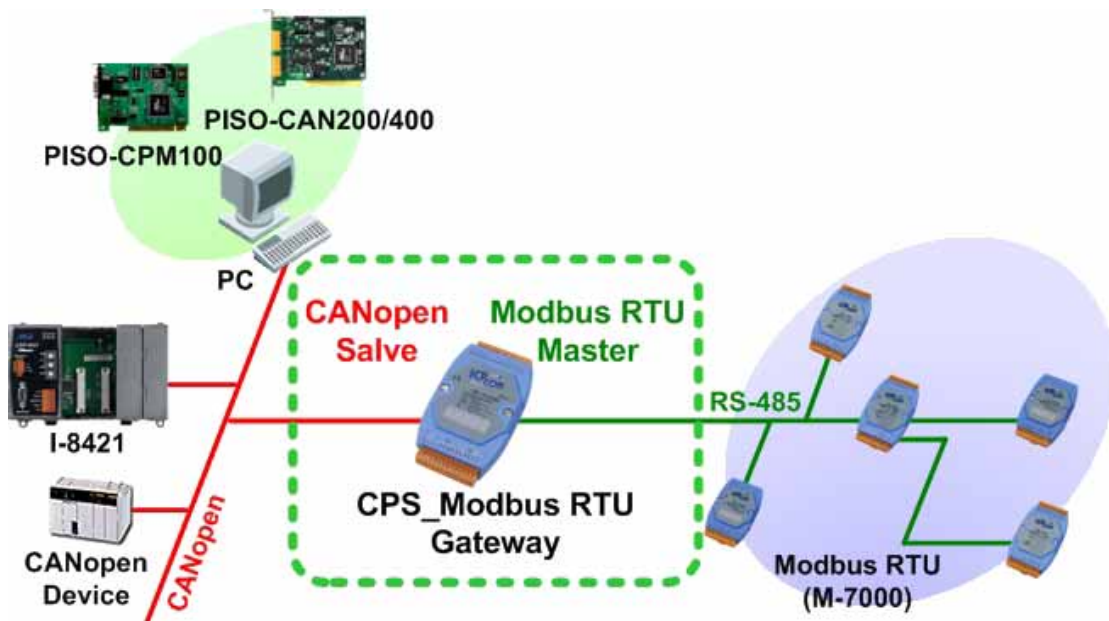 PISO-CAN200/400
PISO-CPM100
PC
CANopen
Salve
Modbus RTU
Master
RS-485
I-8421
CPS_Modbus RTU
Gateway
CANopen
Device
CANopen
Modbus RTU
(M-7000)